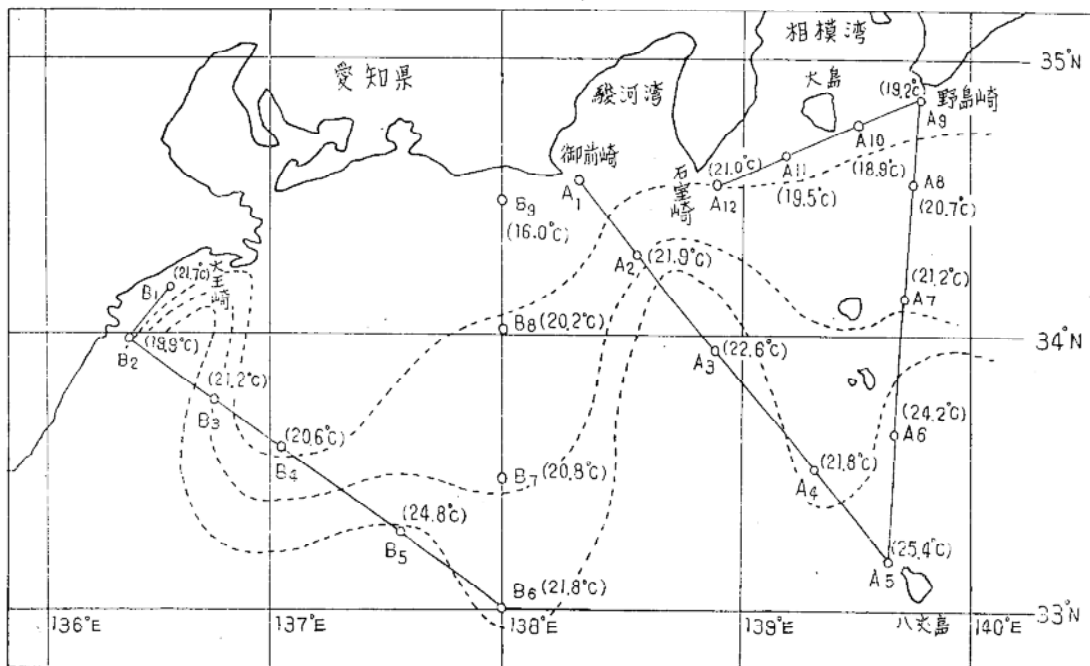 相模湾
35°N
愛知県
大島
駿河湾
(19.2℃)
野島崎
A9
A10
御前崎
石室崎
(21.0℃)
A11
(18.9℃)
A8
A1
A12
(19.5℃)
(20.7℃)
B9
(16.0℃)
大王崎
A2
(21.9℃)
B1
(21.7℃)
(21.2℃)
A7
B8 (20.2℃)
34°N
B2
(19.9℃)
A3
(22.6℃)
(21.2℃)
B3
(24.2℃)
A6
(20.6℃)
B4
B7 (20.8℃)
(21.8℃)
A4
(24.8℃)
B5
(25.4℃)
A5
B6 (21.8℃)
33°N
136°E
137°E
138°E
139°E
八丈島
140°E